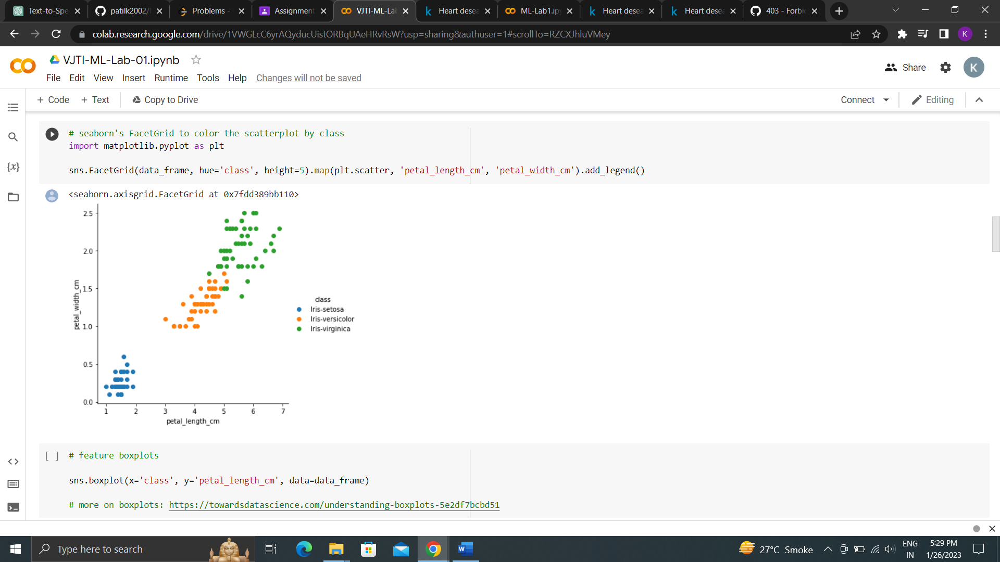 Text-to-Spe
patilk2002/
Problems -
Assignment
VJTI-ML-La
Heart desea
ML-Lab1.ipy
Heart desea
Heart desea
403 - Forbi
colab.research.google.com/drive/1VWGLcC6yrAQyducUistORBqUAeHRvRsW?usp=sharing&authuser=1#scrollTo=RZCXJhluVMey
K
VJTI-ML-Lab-01.ipynb
File Edit View Insert Runtime Tools Help Changes will not be saved
Share
K
+ Code + Text Copy to Drive
Connect Editing
{x}
# seaborn's FacetGrid to color the scatterplot by class
import matplotlib.pyplot as plt
sns.FacetGrid(data_frame, hue='class', height=5).map(plt.scatter, 'petal_length_cm', 'petal_width_cm').add_legend()
<seaborn.axisgrid.FacetGrid at 0x7fdd389bb110>
2.5
2.0
1.5
1.0
0.5
0.0
petal_width_cm
1 2 3 4 5 6 7
petal_length_cm
class
Iris-setosa
Iris-versicolor
Iris-virginica
[ ] # feature boxplots
sns.boxplot(x='class', y='petal_length_cm', data=data_frame)
# more on boxplots: https://towardsdatascience.com/understanding-boxplots-5e2df7bcbd51
Type here to search
W
27°C Smoke
ENG
IN
5:29 PM
1/26/2023